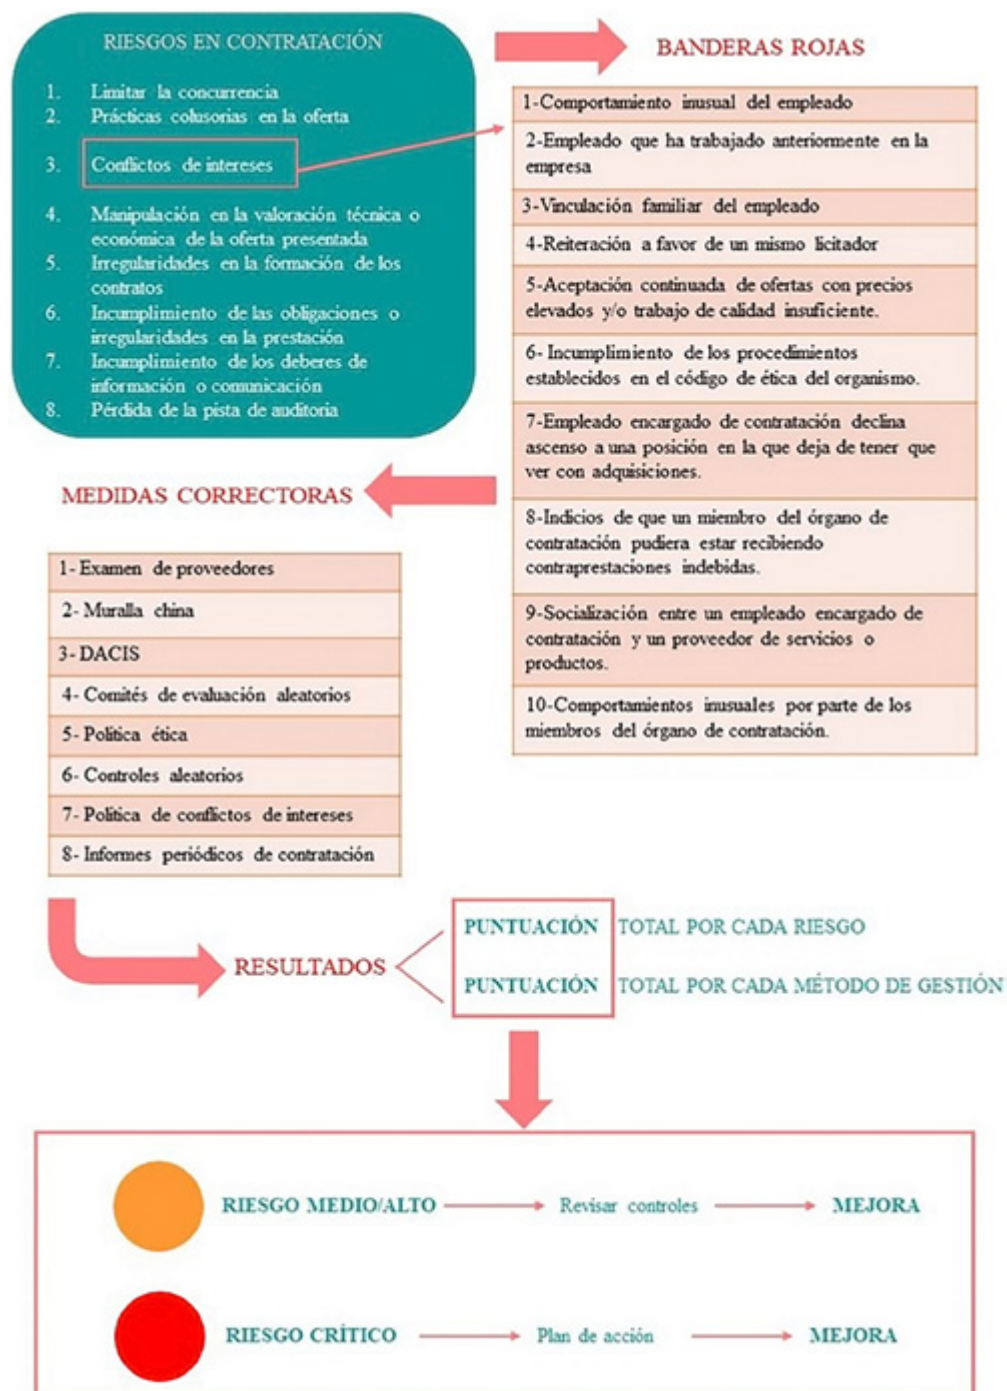 RIESGOS EN CONTRATACIÓN
1. Limitar la concurrencia
2. Prácticas colusorias en la oferta
3. Conflictos de intereses
4. Manipulación en la valoración técnica o
económica de la oferta presentada
5. Irregularidades en la formación de los
contratos
6. Incumplimiento de las obligaciones o
irregularidades en la prestación
7. Incumplimiento de los deberes de
información o comunicación
8. Pérdida de la pista de auditoria
BANDERAS ROJAS
1-Comportamiento inusual del empleado
2-Empleado que ha trabajado anteriormente en la
empresa
3-Vinculación familiar del empleado
4-Reiteración a favor de un mismo licitador
5-Aceptación continuada de ofertas con precios
elevados y/o trabajo de calidad insuficiente.
6- Incumplimiento de los procedimientos
establecidos en el código de ética del organismo.
7-Empleado encargado de contratación declina
ascenso a una posición en la que deja de tener que
ver con adquisiciones.
8-Indicios de que un miembro del órgano de
contratación pudiera estar recibiendo
contraprestaciones indebidas.
9-Socialización entre un empleado encargado de
contratación y un proveedor de servicios o
productos.
10-Comportamientos inusuales por parte de los
miembros del órgano de contratación.
MEDIDAS CORRECTORAS
1- Examen de proveedores
2- Muralla china
3- DACIS
4- Comités de evaluación aleatorios
5- Política ética
6- Controles aleatorios
7- Política de conflictos de intereses
8- Informes periódicos de contratación
RESULTADOS
PUNTUACIÓN TOTAL POR CADA RIESGO
PUNTUACIÓN TOTAL POR CADA MÉTODO DE GESTIÓN
RIESGO MEDIO/ALTO Revisar controles MEJORA
RIESGO CRÍTICO Plan de acción MEJORA